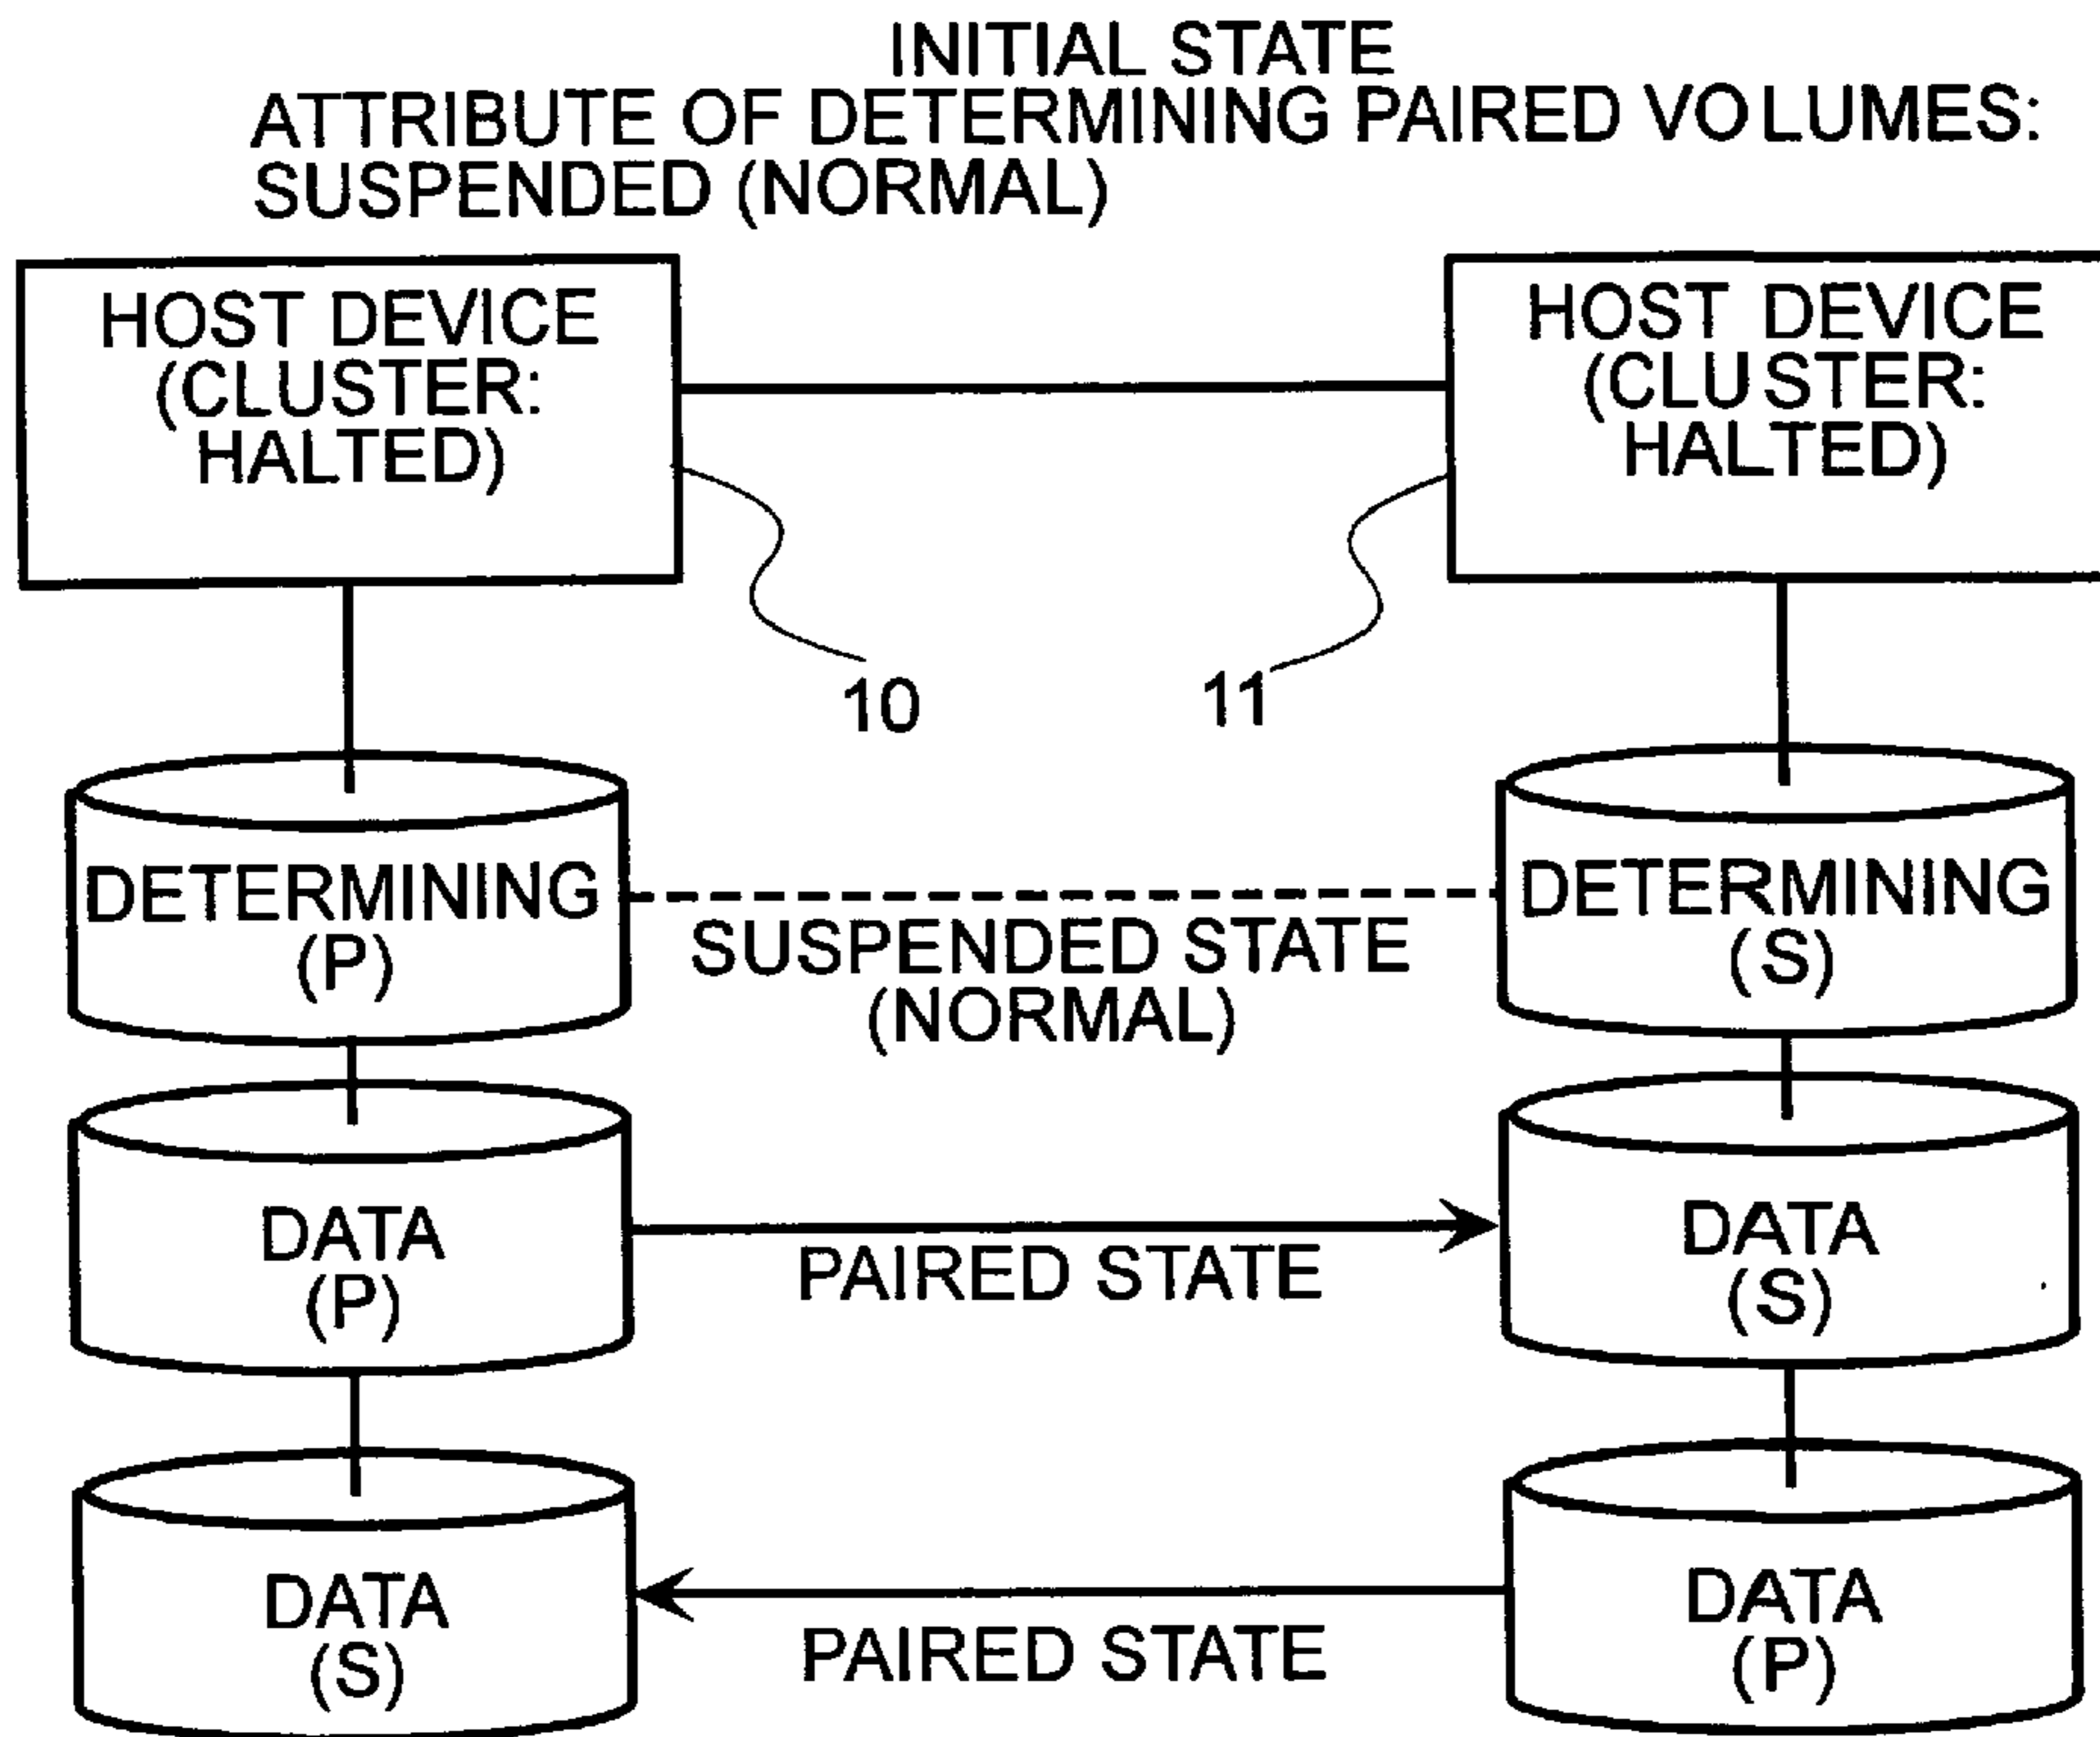 INITIAL STATE
ATTRIBUTE OF DETERMINING PAIRED VOLUMES:
SUSPENDED (NORMAL)
HOST DEVICE
(CLUSTER:
HALTED)
HOST DEVICE
(CLUSTER:
HALTED)
10
11
DETERMINING
(P)
SUSPENDED STATE
(NORMAL)
DETERMINING
(S)
DATA
(P)
PAIRED STATE
DATA
(S)
DATA
(S)
PAIRED STATE
DATA
(P)